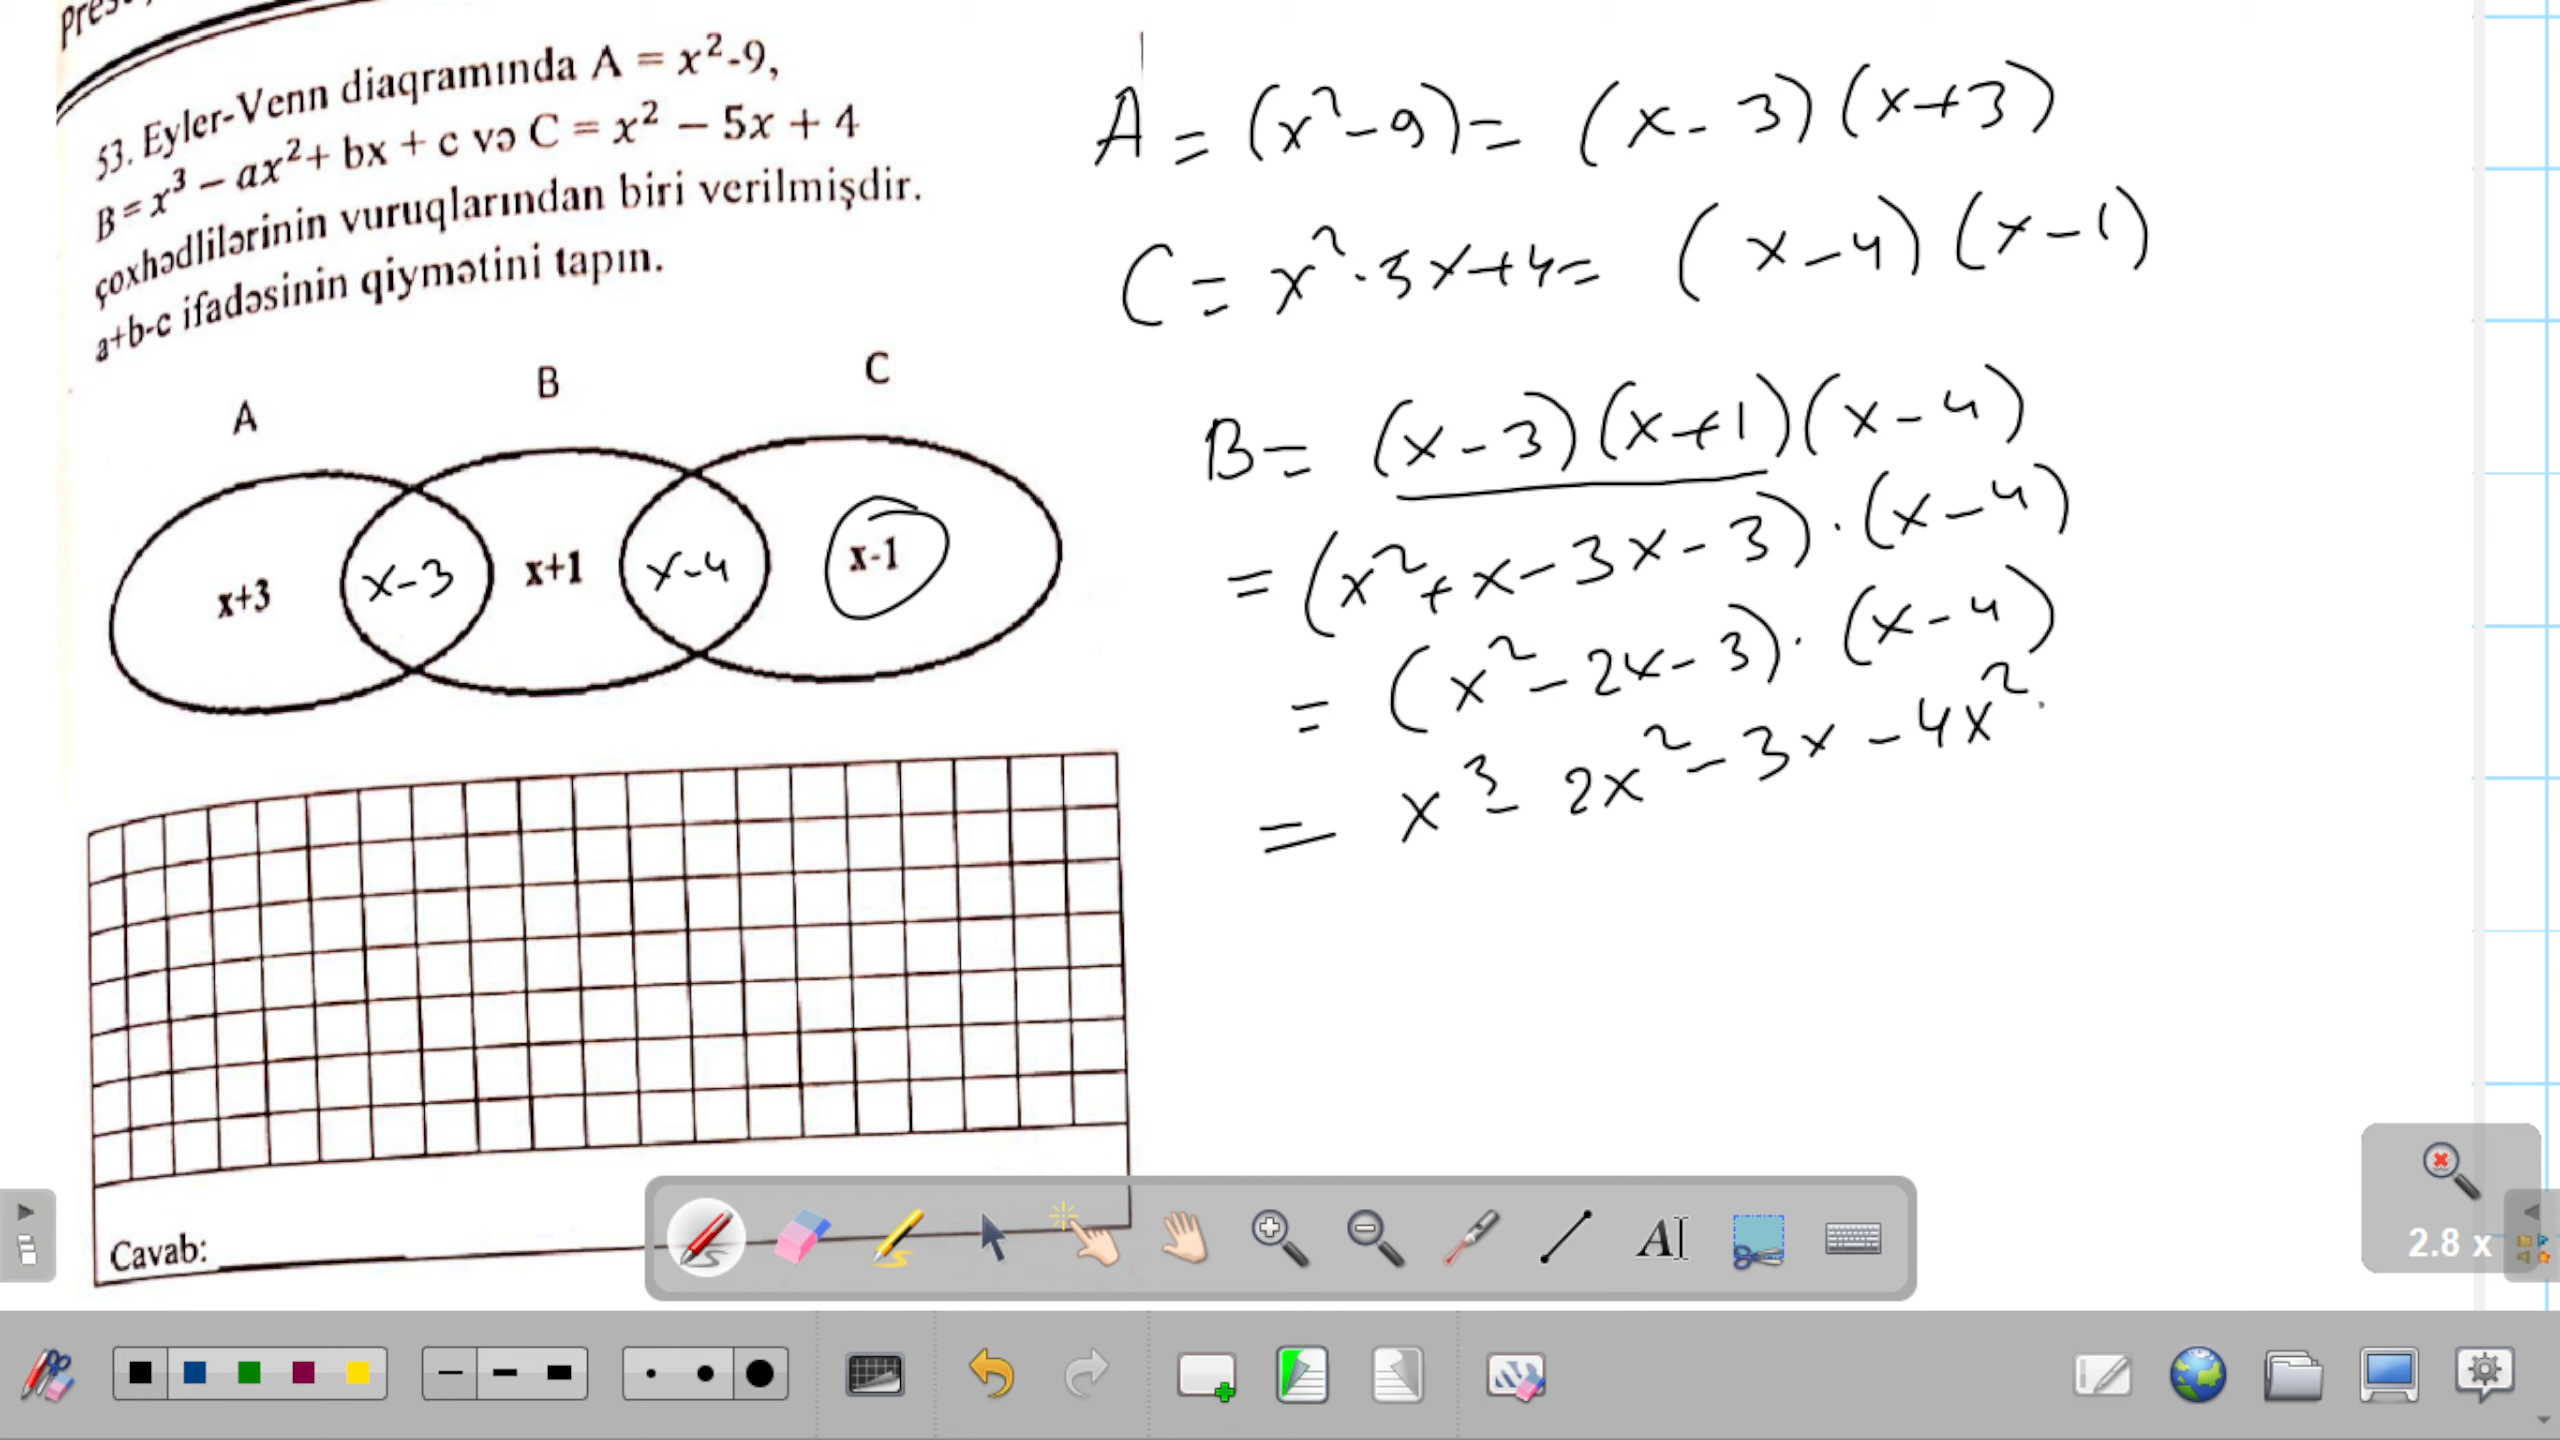 53. Eyler-Venn diaqramında A = x²-9,
B = x³ – ax²+ bx + c və C = x² – 5x + 4
çoxhədlilərinin vuruqlarından biri verilmişdir.
a+b-c ifadəsinin qiymətini tapın.
A
B
C
x+3
x-3
x+1
x-4
x-1
Cavab:
A = (x²-9) = (x-3)(x+3)
C = x²-5x+4 = (x-4)(x-1)
B = (x-3)(x+1)(x-4)
= (x²+x-3x-3)·(x-4)
= (x²-2x-3)·(x-4)
= x³-2x²-3x-4x²
AI
2.8 x